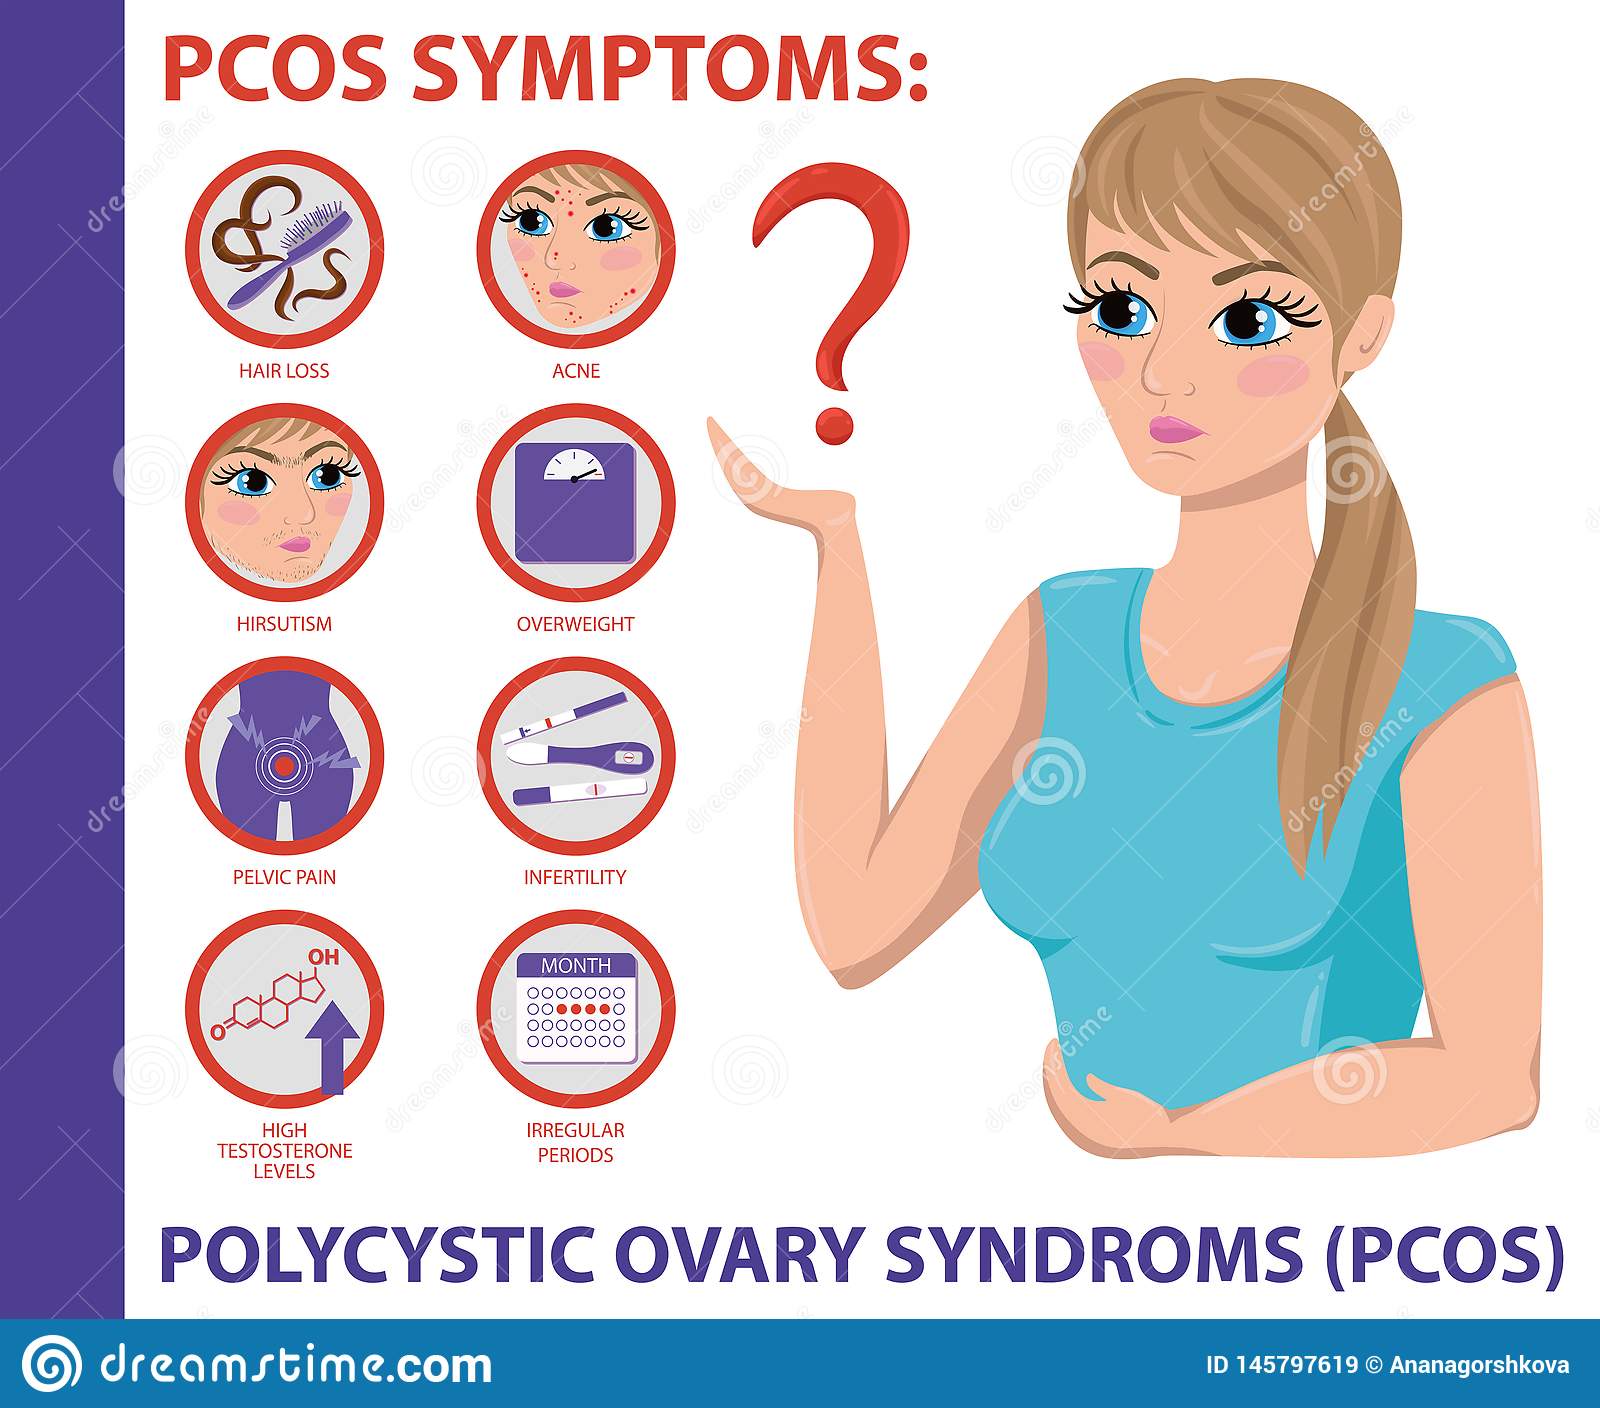 PCOS SYMPTOMS:
HAIR LOSS
ACNE
HIRSUTISM
OVERWEIGHT
PELVIC PAIN
INFERTILITY
OH
O
HIGH
TESTOSTERONE
LEVELS
MONTH
IRREGULAR
PERIODS
POLYCYSTIC OVARY SYNDROMS (PCOS)
dreamstime.com
ID 145797619 © Ananagorshkova